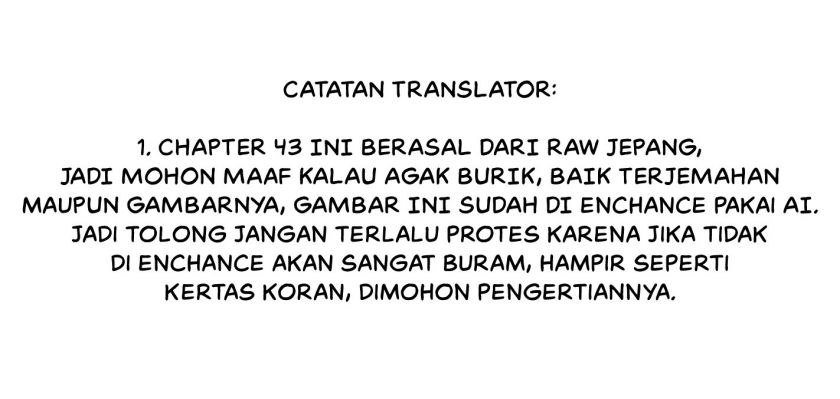 CATATAN TRANSLATOR:
1. CHAPTER 43 INI BERASAL DARI RAW JEPANG,
JADI MOHON MAAF KALAU AGAK BURIK, BAIK TERJEMAHAN
MAUPUN GAMBARNYA, GAMBAR INI SUDAH DI ENCHANCE PAKAI AI.
JADI TOLONG JANGAN TERLALU PROTES KARENA JIKA TIDAK
DI ENCHANCE AKAN SANGAT BURAM, HAMPIR SEPERTI
KERTAS KORAN, DIMOHON PENGERTIANNYA.